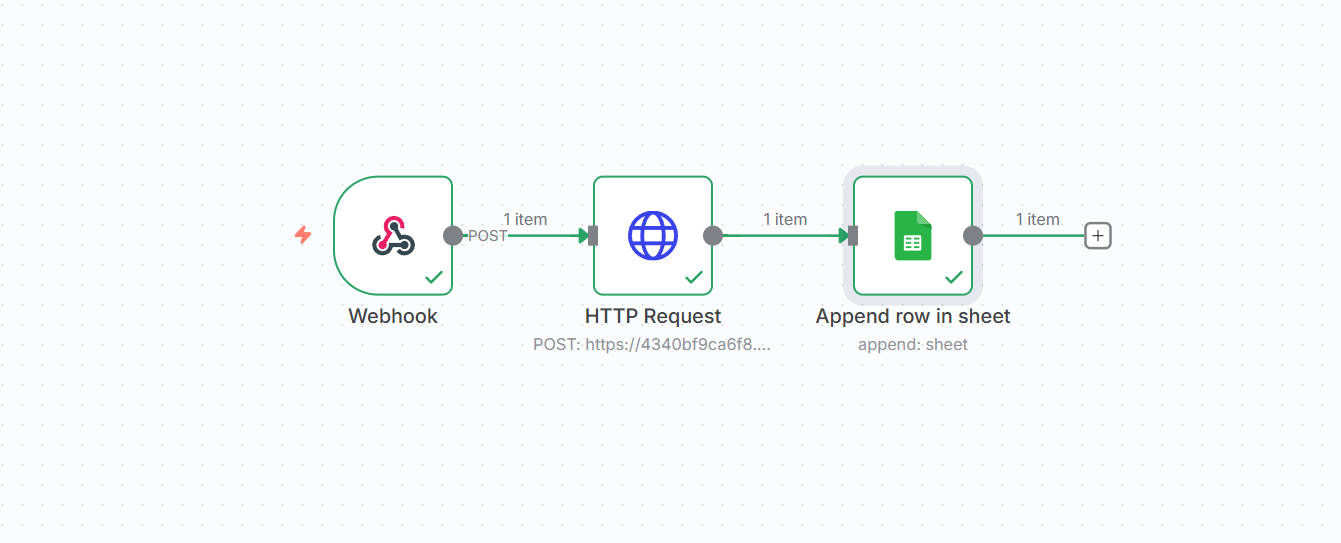 1 item
POST
1 item
1 item
Webhook
HTTP Request
Append row in sheet
POST: https://4340bf9ca6f8....
append: sheet